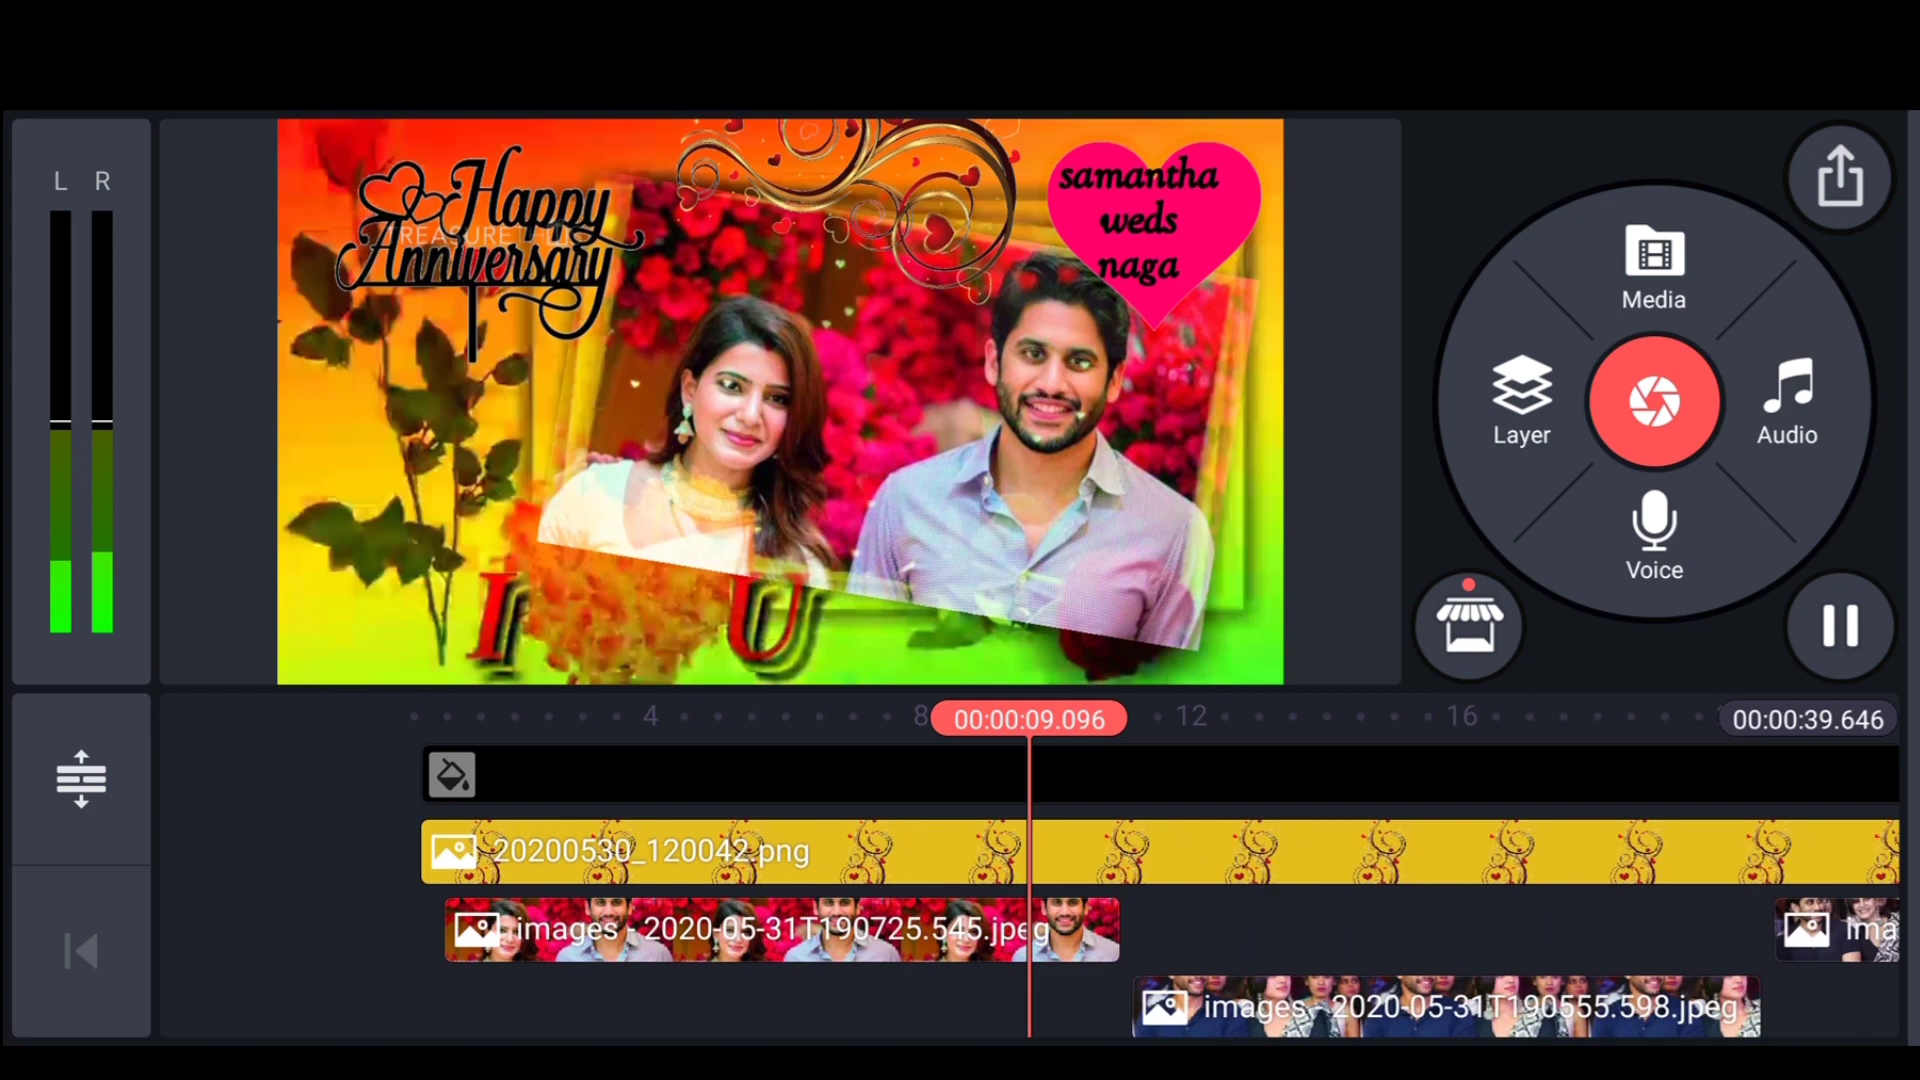 L R
Happy
TREASURE
Anniversary
samantha
weds
naga
I U
Media
Layer
Audio
Voice
4
8
00:00:09.096
12
16
00:00:39.646
20200530_120042.png
images - 2020-05-31T190725.545.jpeg
ima
images - 2020-05-31T190555.598.jpeg